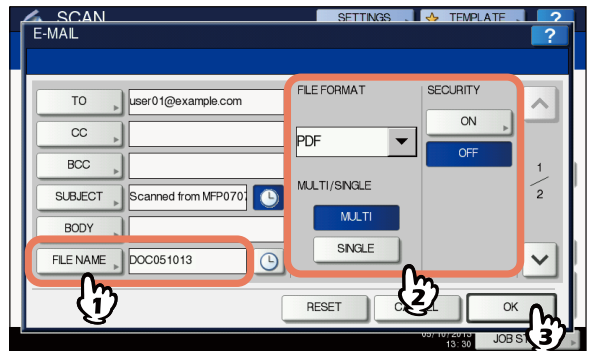 SCAN
SETTINGS
TEMPLATE
?
E-MAIL
?
TO
user01@example.com
CC
BCC
SUBJECT
Scanned from MFP0707
BODY
FILE NAME
DOC051013
FILE FORMAT
PDF
MULTI/SINGLE
MULTI
SINGLE
SECURITY
ON
OFF
1
2
RESET
OK
13:30
1
2
3